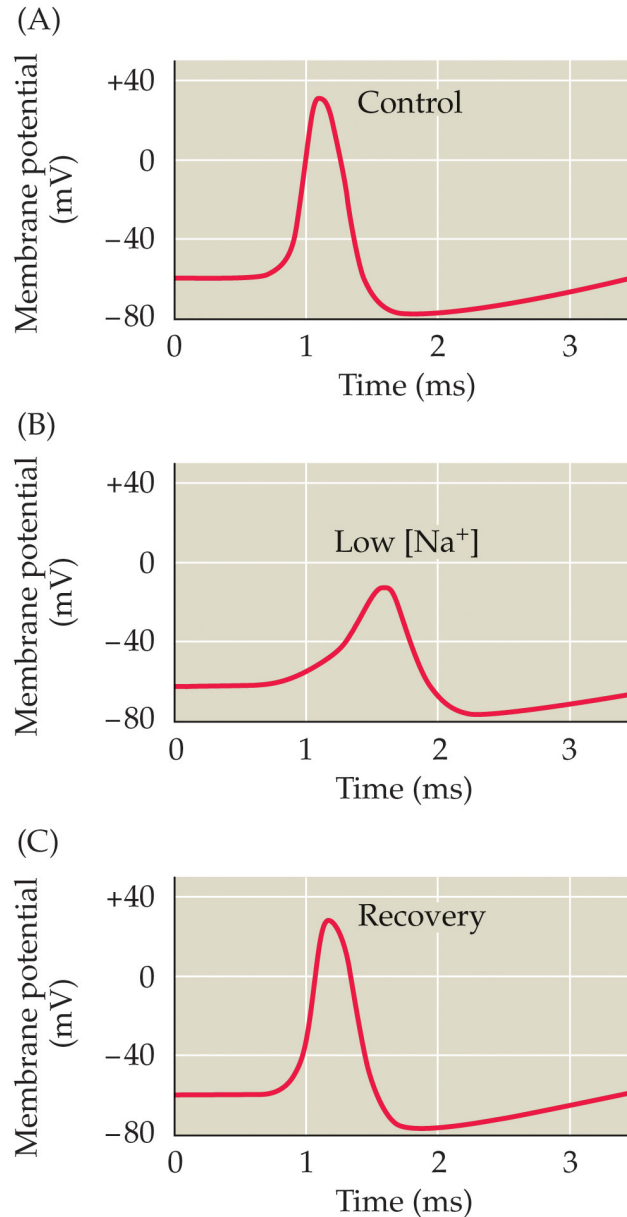 (A)
Membrane potential
(mV)
+40
0
−40
−80
Control
0
1
2
3
Time (ms)
(B)
Membrane potential
(mV)
+40
0
−40
−80
Low [Na⁺]
0
1
2
3
Time (ms)
(C)
Membrane potential
(mV)
+40
0
−40
−80
Recovery
0
1
2
3
Time (ms)